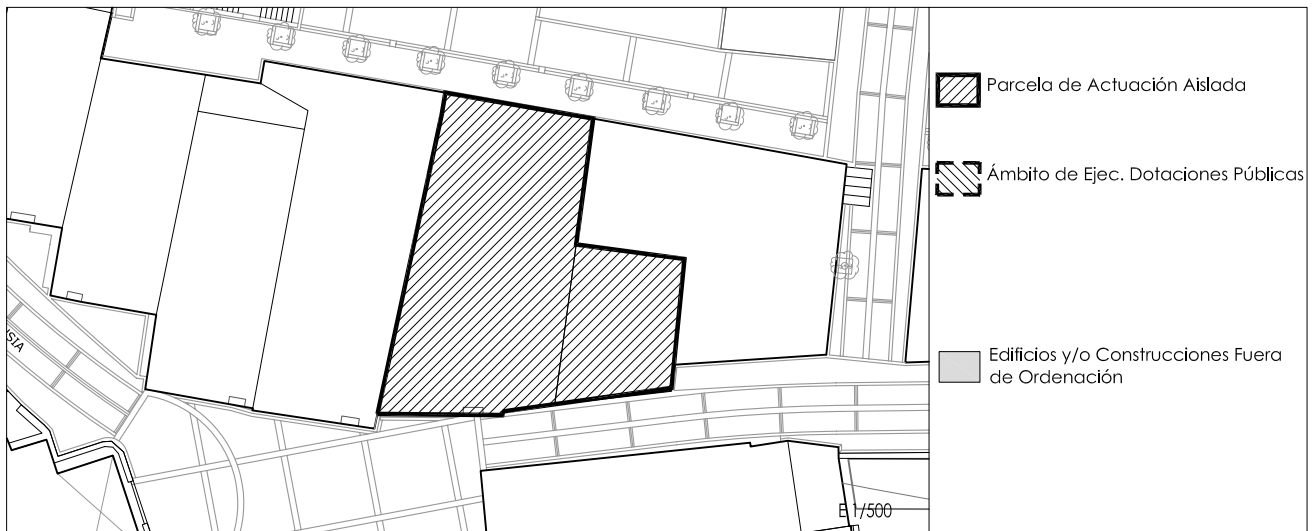 Parcela de Actuación Aislada
Ámbito de Ejec. Dotaciones Públicas
Edificios y/o Construcciones Fuera
de Ordenación
E 1/500